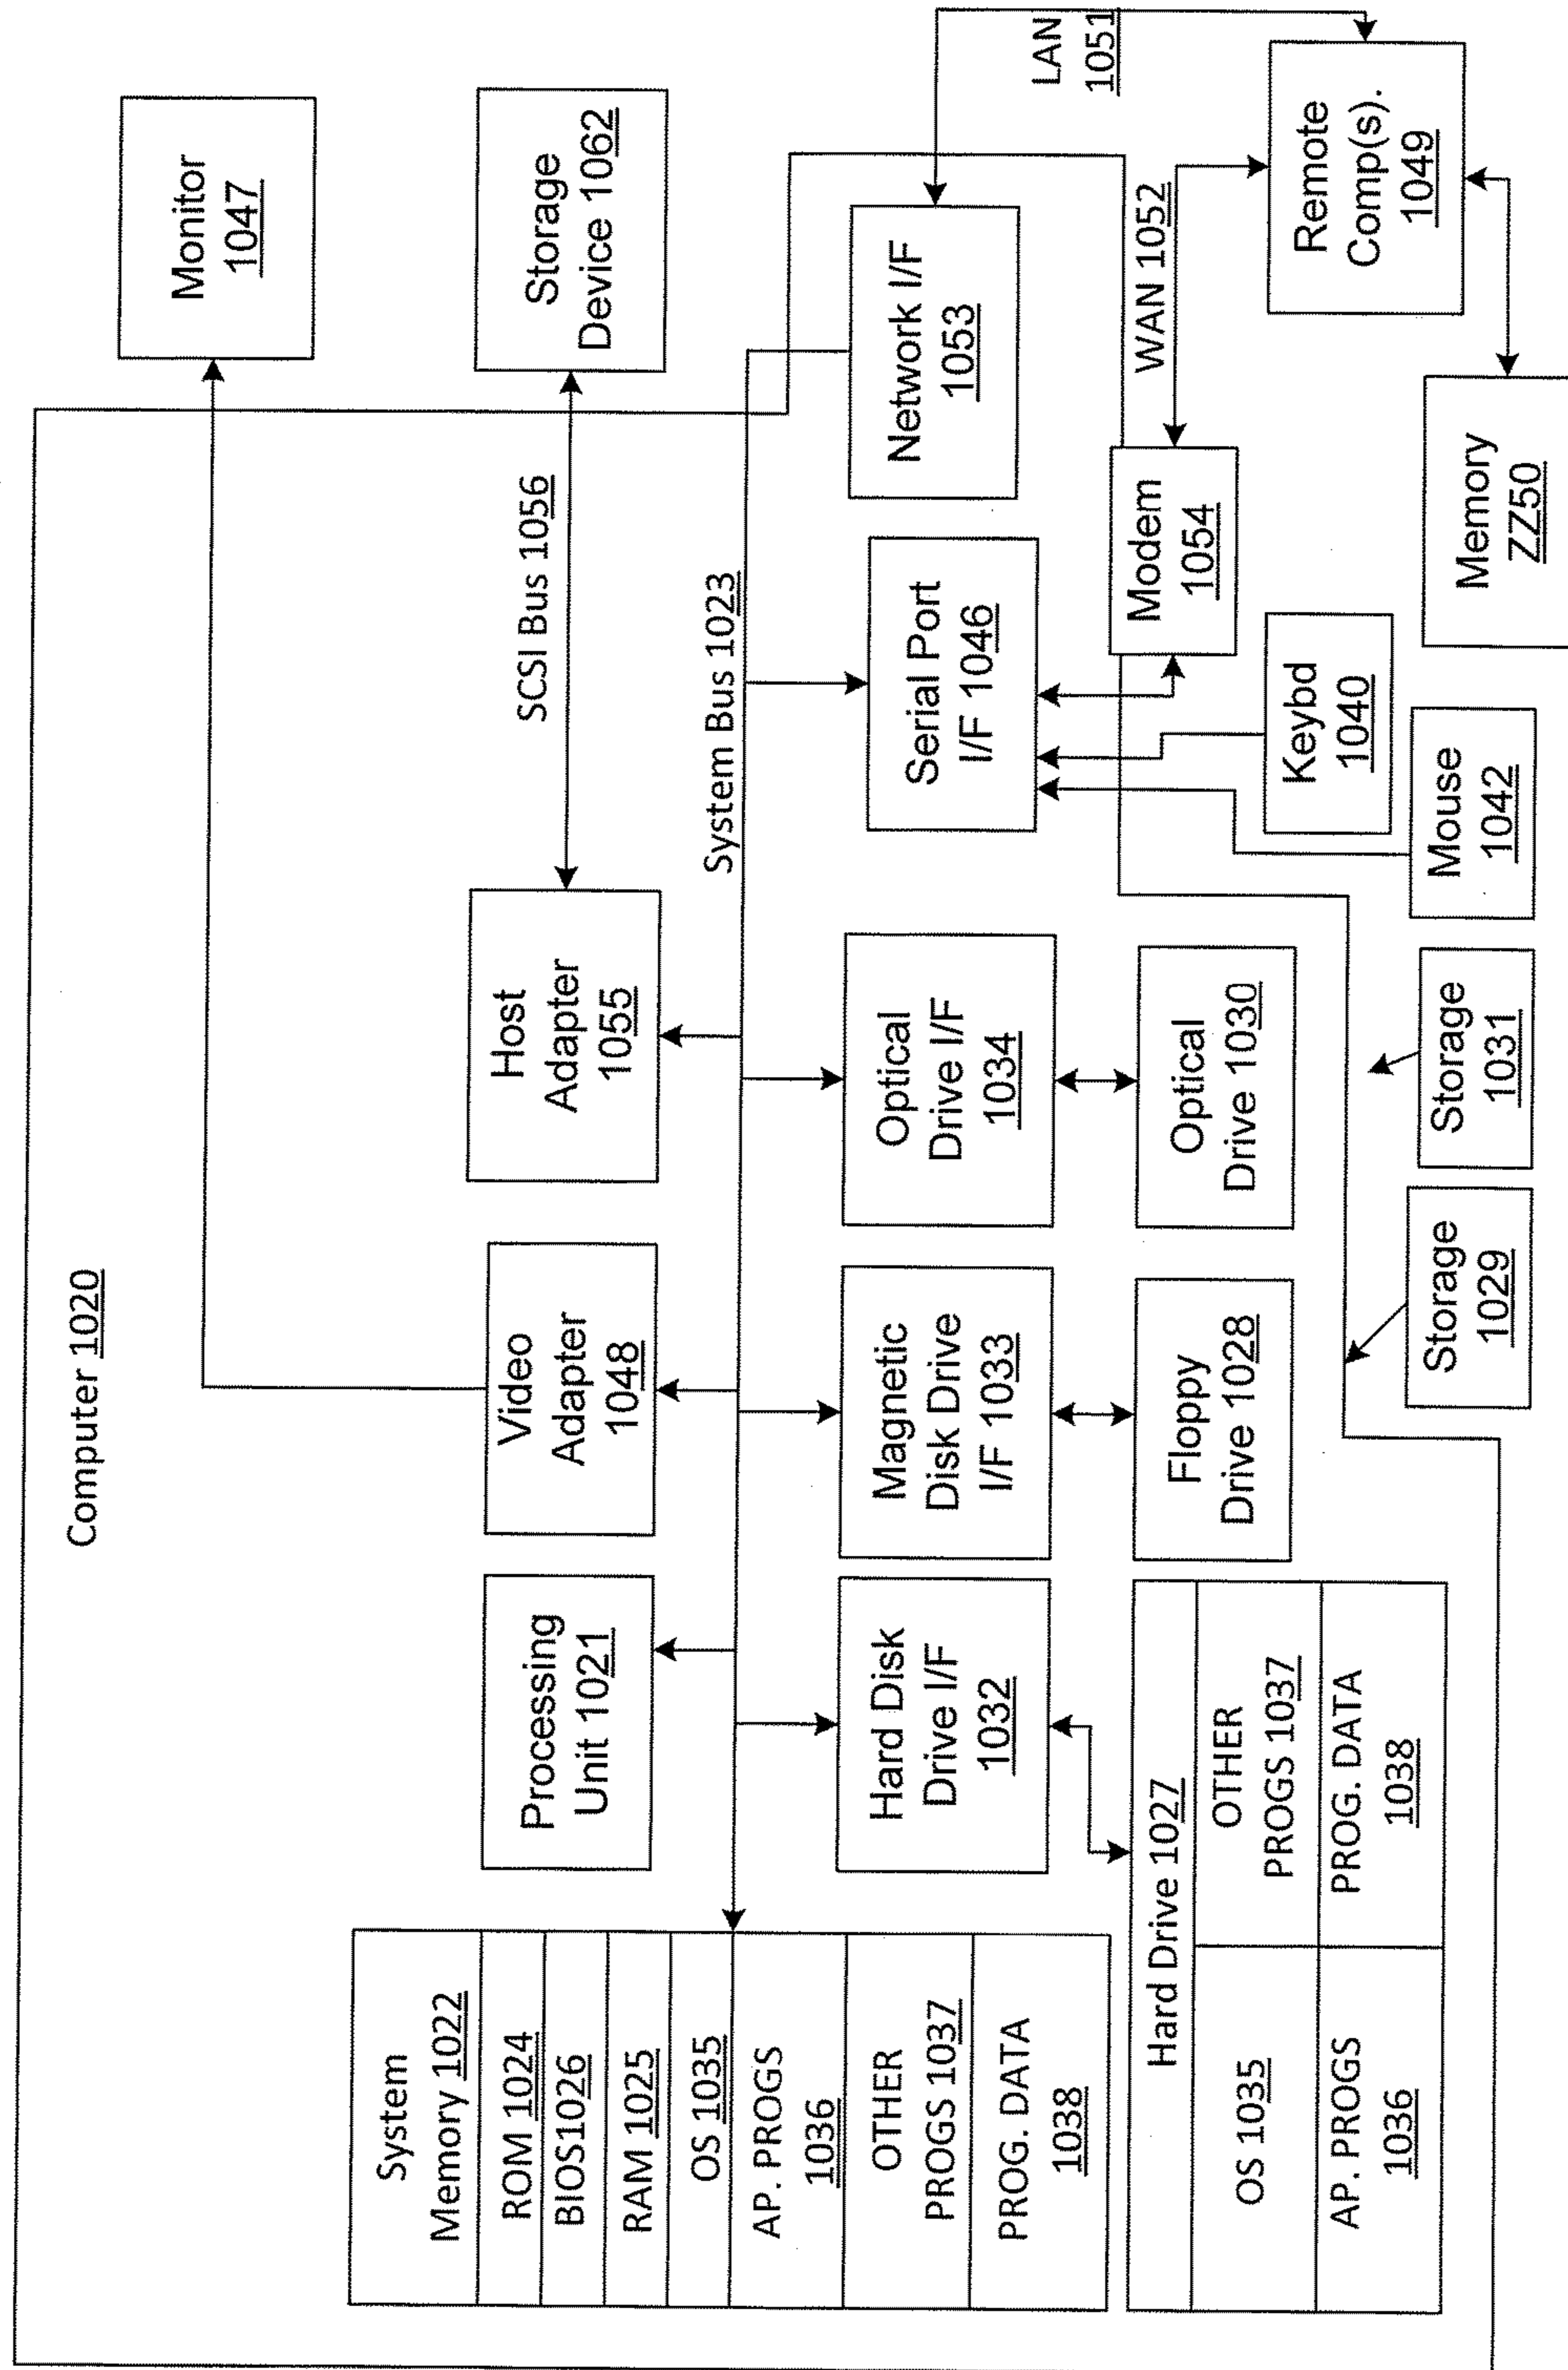 Computer 1020
Monitor
1047
Storage
Device 1062
SCSI Bus 1056
System Bus 1023
System
Memory 1022
ROM 1024
BIOS1026
RAM 1025
OS 1035
AP. PROGS
1036
OTHER
PROGS 1037
PROG. DATA
1038
Processing
Unit 1021
Video
Adapter
1048
Host
Adapter
1055
Hard Disk
Drive I/F
1032
Magnetic
Disk Drive
I/F 1033
Optical
Drive I/F
1034
Serial Port
I/F 1046
Network I/F
1053
Hard Drive 1027
OS 1035
OTHER
PROGS 1037
AP. PROGS
1036
PROG. DATA
1038
Floppy
Drive 1028
Optical
Drive 1030
Modem
1054
WAN 1052
LAN
1051
Storage
1029
Storage
1031
Mouse
1042
Keybd
1040
Remote
Comp(s).
1049
Memory
ZZ50